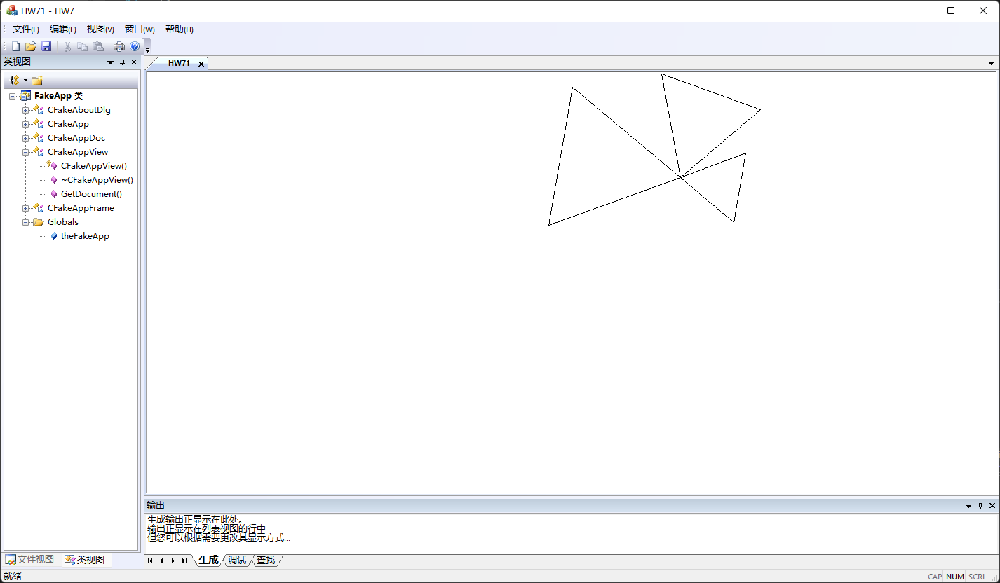 HW71 - HW7
文件(F) 编辑(E) 视图(V) 窗口(W) 帮助(H)
类视图
HW71
FakeApp 类
CFakeAboutDlg
CFakeApp
CFakeAppDoc
CFakeAppView
CFakeAppView()
~CFakeAppView()
GetDocument()
CFakeAppFrame
Globals
theFakeApp
输出
生成输出正显示在此处。
输出正显示在列表视图的行中
但您可以根据需要更改其显示方式...
文件视图 类视图
生成 调试 查找
就绪
CAP NUM SCRL